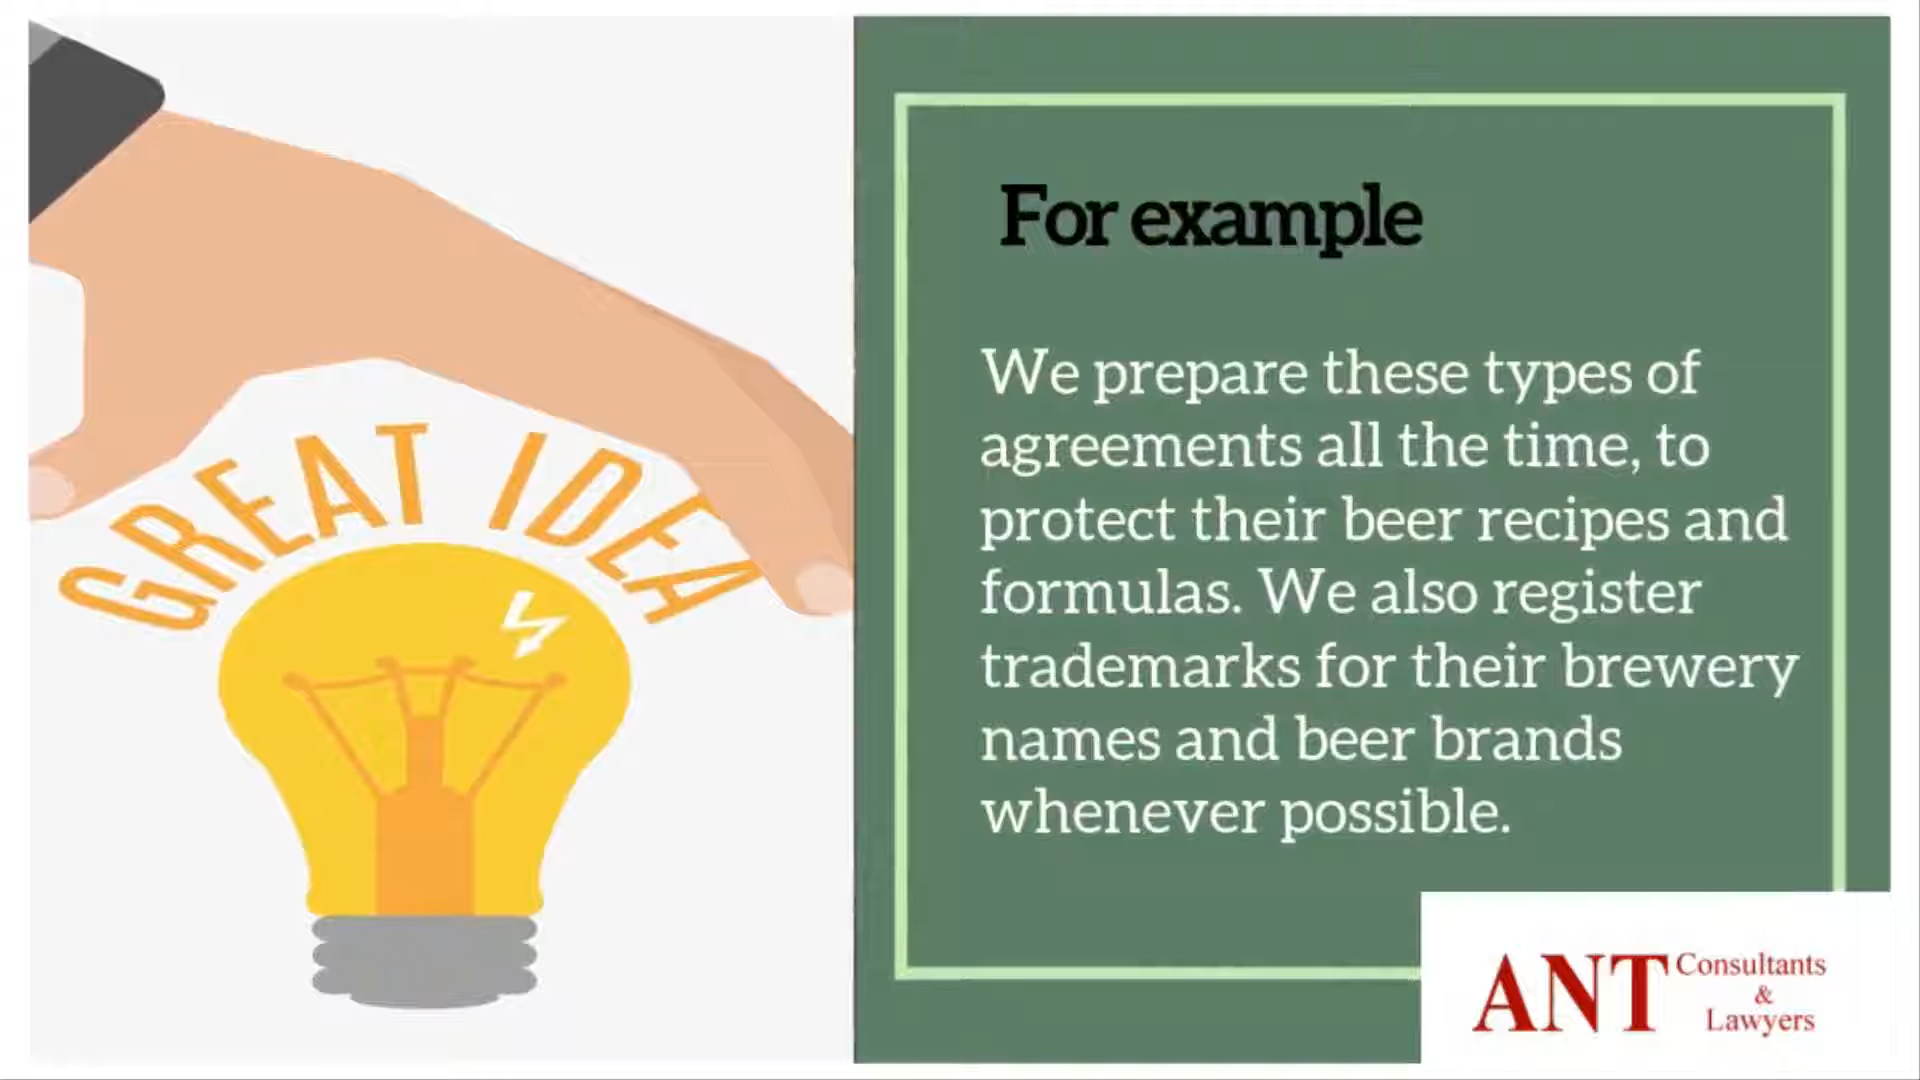 GREAT IDEA
For example
We prepare these types of
agreements all the time, to
protect their beer recipes and
formulas. We also register
trademarks for their brewery
names and beer brands
whenever possible.
ANT Consultants
&
Lawyers